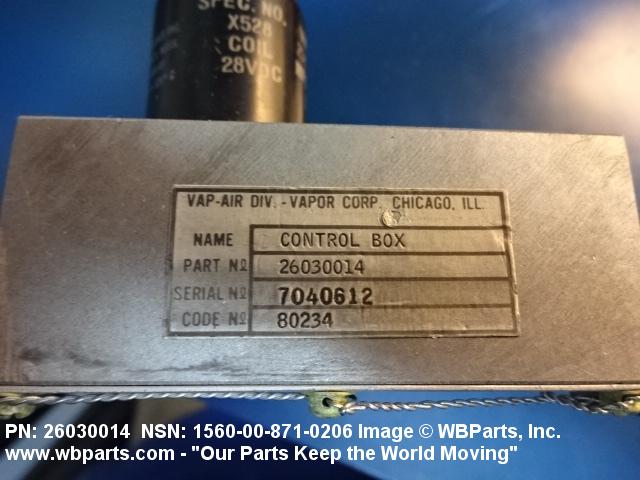 SPEC. NO.
X528
COIL
28VDC
VAP-AIR DIV. - VAPOR CORP. CHICAGO, ILL.
NAME CONTROL BOX
PART Nº 26030014
SERIAL Nº 7040612
CODE Nº 80234
PN: 26030014 NSN: 1560-00-871-0206 Image © WBParts, Inc.
www.wbparts.com - "Our Parts Keep the World Moving"